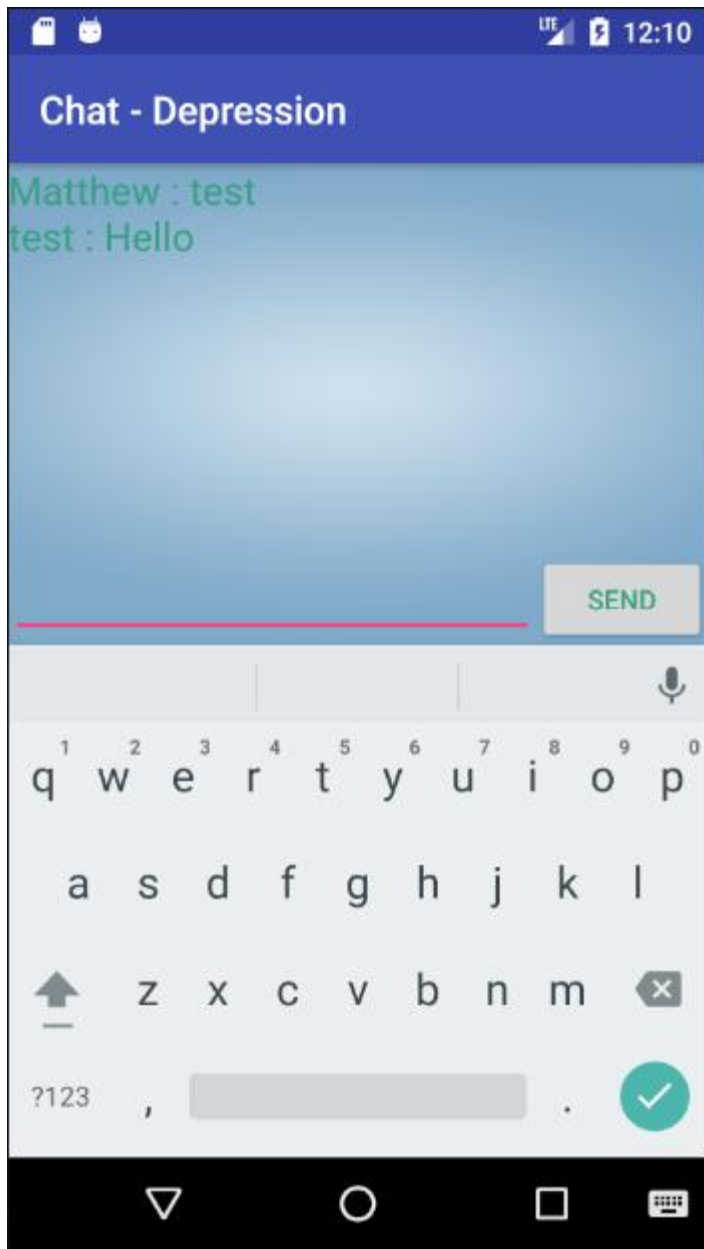 LTE 12:10
Chat - Depression
Matthew : test
test : Hello
SEND
1 2 3 4 5 6 7 8 9 0
q w e r t y u i o p
a s d f g h j k l
z x c v b n m
?123 , .